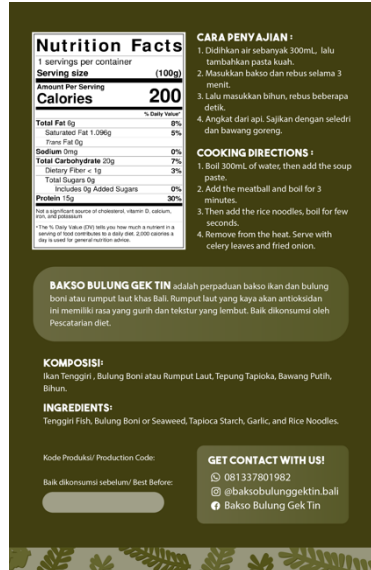 Nutrition Facts
1 servings per container
Serving size (100g)
Amount Per Serving
Calories 200
% Daily Value*
Total Fat 6g 8%
Saturated Fat 1.096g 5%
Trans Fat 0g
Sodium 0mg 0%
Total Carbohydrate 20g 7%
Dietary Fiber < 1g 3%
Total Sugars 0g
Includes 0g Added Sugars 0%
Protein 15g 30%
Not a significant source of cholesterol, vitamin D, calcium,
iron, and potassium
*The % Daily Value (DV) tells you how much a nutrient in a
serving of food contributes to a daily diet. 2,000 calories a
day is used for general nutrition advice.
CARA PENYAJIAN :
1. Didihkan air sebanyak 300mL, lalu
tambahkan pasta kuah.
2. Masukkan bakso dan rebus selama 3
menit.
3. Lalu masukkan bihun, rebus beberapa
detik.
4. Angkat dari api. Sajikan dengan seledri
dan bawang goreng.
COOKING DIRECTIONS :
1. Boil 300mL of water, then add the soup
paste.
2. Add the meatball and boil for 3
minutes.
3. Then add the rice noodles, boil for few
seconds.
4. Remove from the heat. Serve with
celery leaves and fried onion.
BAKSO BULUNG GEK TIN adalah perpaduan bakso ikan dan bulung
boni atau rumput laut khas Bali. Rumput laut yang kaya akan antioksidan
ini memiliki rasa yang gurih dan tekstur yang lembut. Baik dikonsumsi oleh
Pescatarian diet.
KOMPOSISI:
Ikan Tenggiri , Bulung Boni atau Rumput Laut, Tepung Tapioka, Bawang Putih,
Bihun.
INGREDIENTS:
Tenggiri Fish, Bulung Boni or Seaweed, Tapioca Starch, Garlic, and Rice Noodles.
Kode Produksi/ Production Code:
Baik dikonsumsi sebelum/ Best Before:
GET CONTACT WITH US!
081337801982
@baksobulunggektin.bali
Bakso Bulung Gek Tin